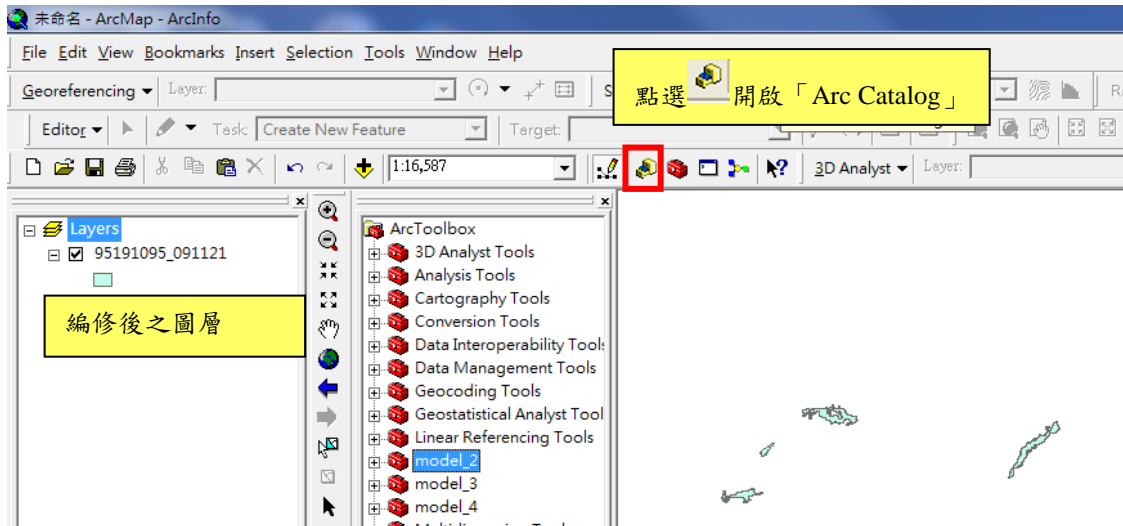 未命名 - ArcMap - ArcInfo
File Edit View Bookmarks Insert Selection Tools Window Help
Georeferencing Layer:
點選 開啟「Arc Catalog」
Editor Task: Create New Feature Target:
1:16,587 3D Analyst Layer:
Layers
95191095_091121
編修後之圖層
ArcToolbox
3D Analyst Tools
Analysis Tools
Cartography Tools
Conversion Tools
Data Interoperability Tools
Data Management Tools
Geocoding Tools
Geostatistical Analyst Tool
Linear Referencing Tools
model_2
model_3
model_4